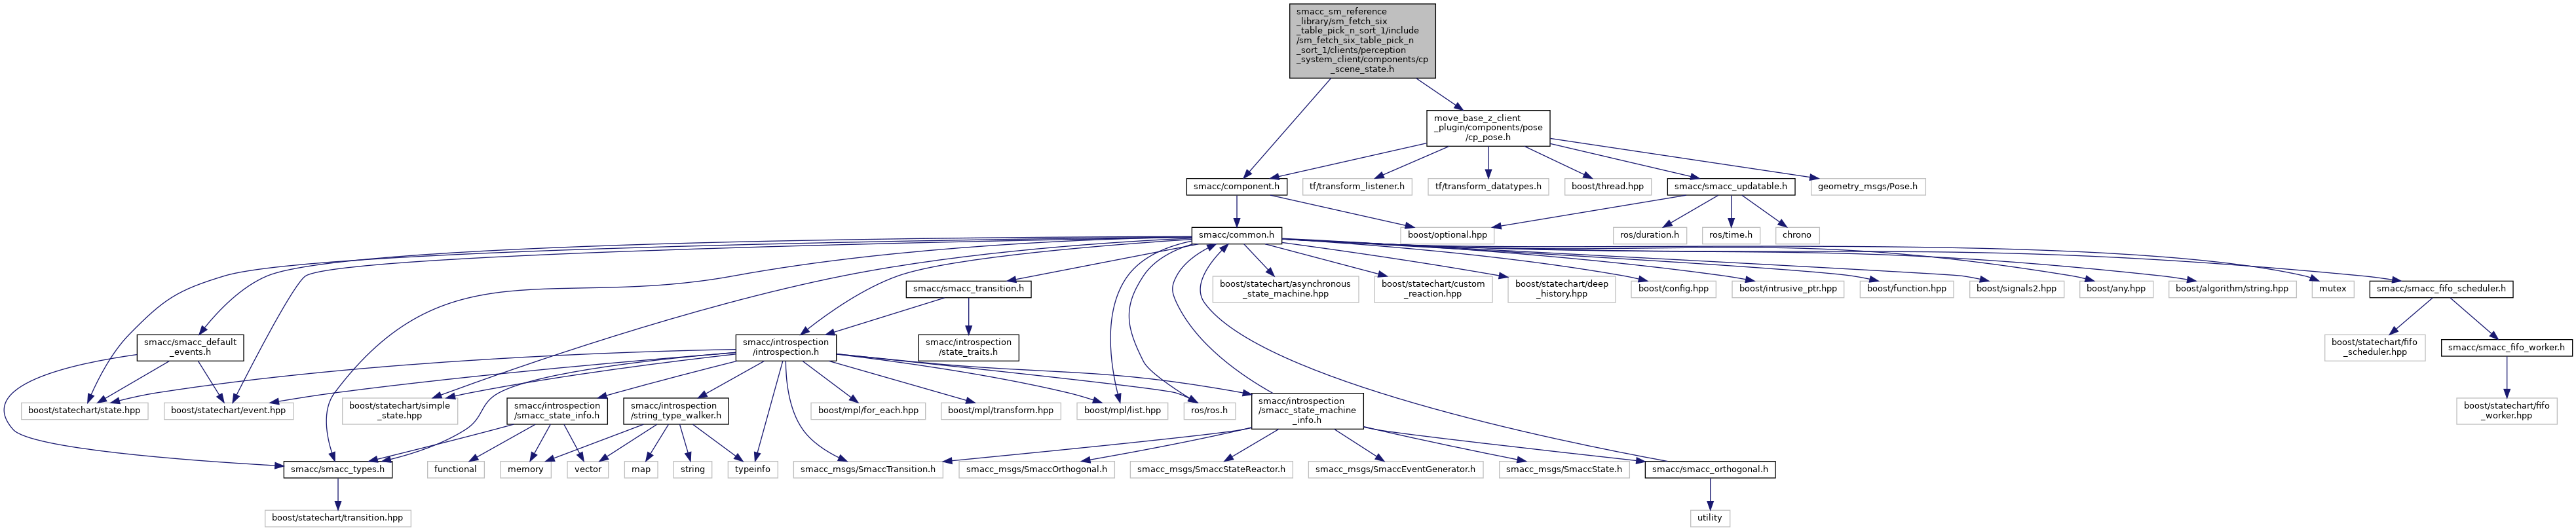 smacc_sm_reference
_library/sm_fetch_six
_table_pick_n_sort_1/include
/sm_fetch_six_table_pick_n
_sort_1/clients/perception
_system_client/components/cp
_scene_state.h
move_base_z_client
_plugin/components/pose
/cp_pose.h
smacc/component.h
tf/transform_listener.h
tf/transform_datatypes.h
boost/thread.hpp
smacc/smacc_updatable.h
geometry_msgs/Pose.h
smacc/common.h
boost/optional.hpp
ros/duration.h
ros/time.h
chrono
smacc/smacc_transition.h
boost/statechart/asynchronous
_state_machine.hpp
boost/statechart/custom
_reaction.hpp
boost/statechart/deep
_history.hpp
boost/config.hpp
boost/intrusive_ptr.hpp
boost/function.hpp
boost/signals2.hpp
boost/any.hpp
boost/algorithm/string.hpp
mutex
smacc/smacc_fifo_scheduler.h
smacc/smacc_default
_events.h
smacc/introspection
/introspection.h
smacc/introspection
/state_traits.h
boost/statechart/fifo
_scheduler.hpp
smacc/smacc_fifo_worker.h
boost/statechart/state.hpp
boost/statechart/event.hpp
boost/statechart/simple
_state.hpp
smacc/introspection
/smacc_state_info.h
smacc/introspection
/string_type_walker.h
boost/mpl/for_each.hpp
boost/mpl/transform.hpp
boost/mpl/list.hpp
ros/ros.h
smacc/introspection
/smacc_state_machine
_info.h
boost/statechart/fifo
_worker.hpp
smacc/smacc_types.h
functional
memory
vector
map
string
typeinfo
smacc_msgs/SmaccTransition.h
smacc_msgs/SmaccOrthogonal.h
smacc_msgs/SmaccStateReactor.h
smacc_msgs/SmaccEventGenerator.h
smacc_msgs/SmaccState.h
smacc/smacc_orthogonal.h
boost/statechart/transition.hpp
utility